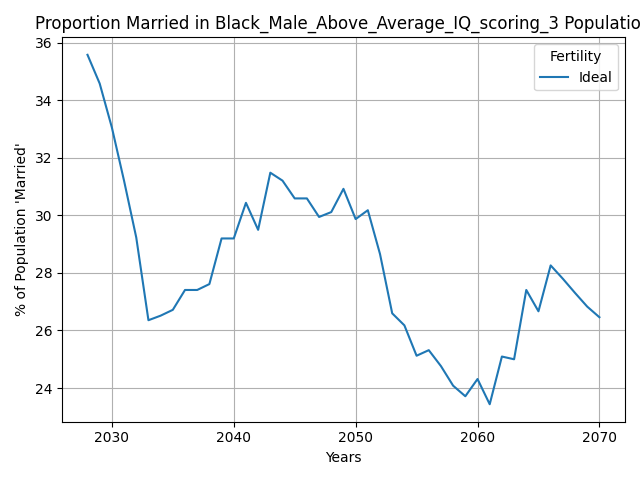 Proportion Married in Black_Male_Above_Average_IQ_scoring_3 Populatio
Fertility
Ideal
% of Population 'Married'
36
34
32
30
28
26
24
2030 2040 2050 2060 2070
Years